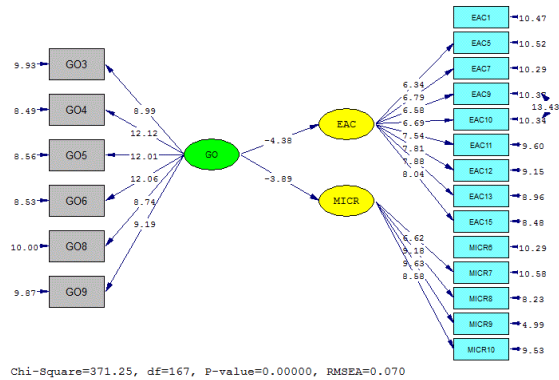 EAC1 10.47
9.93 GO3 EAC5 10.52
8.99 6.34 EAC7 10.29
6.79
8.49 GO4 6.58 EAC9 10.37
12.12 EAC 6.69 13.43
EAC10 10.34
7.54
8.56 GO5 12.01 GO -4.38 7.81 EAC11 9.60
7.88 EAC12 9.15
12.06 -3.89 8.04
8.53 GO6 8.74 MICR EAC13 8.96
9.19 EAC15 8.48
10.00 GO8 6.62 MICR6 10.29
9.18
9.63 MICR7 10.58
9.87 GO9 8.58 MICR8 8.23
MICR9 4.99
MICR10 9.53
Chi-Square=371.25, df=167, P-value=0.00000, RMSEA=0.070